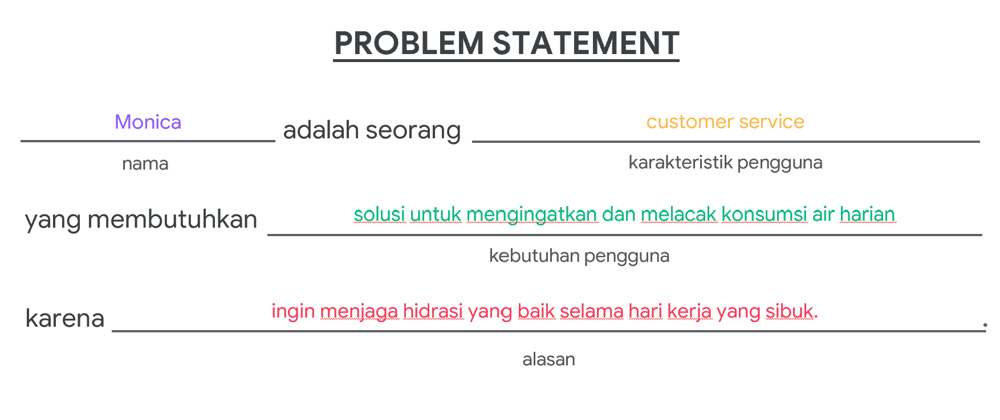 PROBLEM STATEMENT
Monica adalah seorang customer service
nama karakteristik pengguna
yang membutuhkan solusi untuk mengingatkan dan melacak konsumsi air harian
kebutuhan pengguna
karena ingin menjaga hidrasi yang baik selama hari kerja yang sibuk. .
alasan